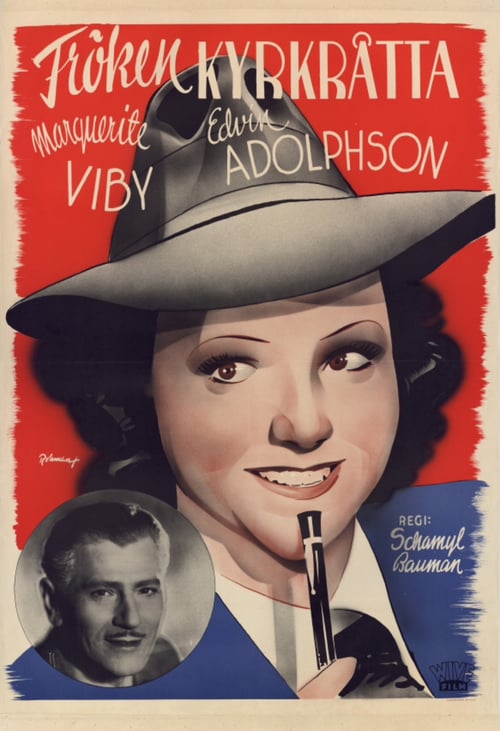 Fröken KYRKRÅTTA
Marguerite
VIBY
Edvin
ADOLPHSON
REGI:
Schamyl
Bauman
WIVE
FILM